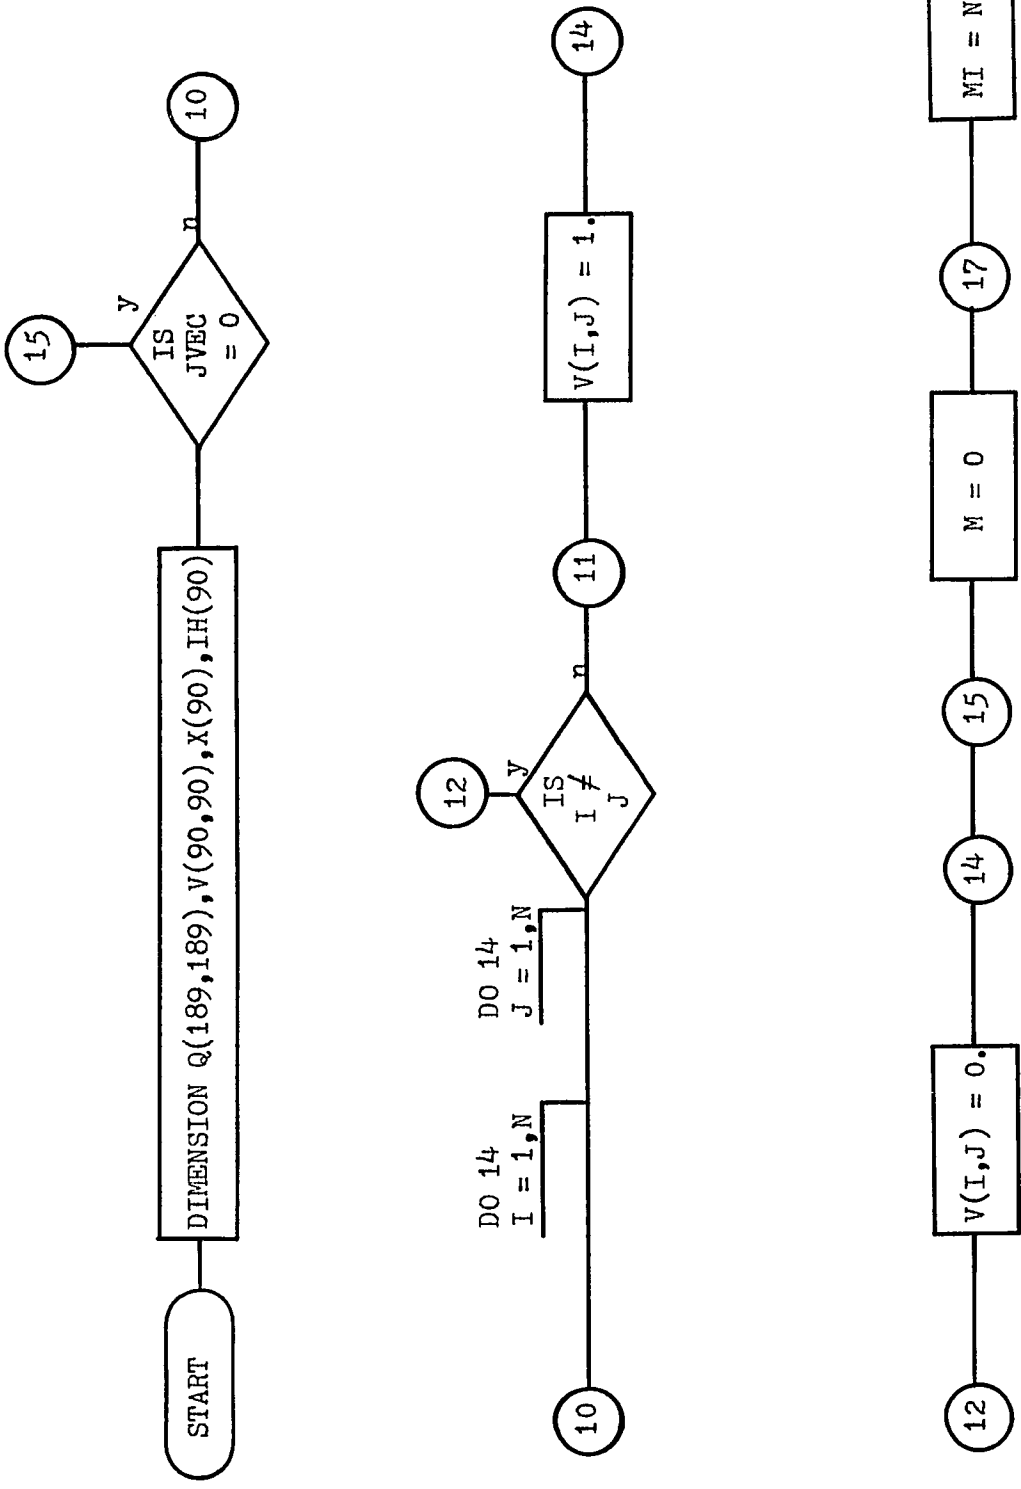 START
DIMENSION Q(189,189),V(90,90),X(90),IH(90)
IS
JVEC
= 0
y
15
n
10
10
DO 14
I = 1,N
DO 14
J = 1,N
IS
I ≠
J
y
12
n
11
V(I,J) = 1.
14
12
V(I,J) = 0.
14
15
M = 0
17
MI = N